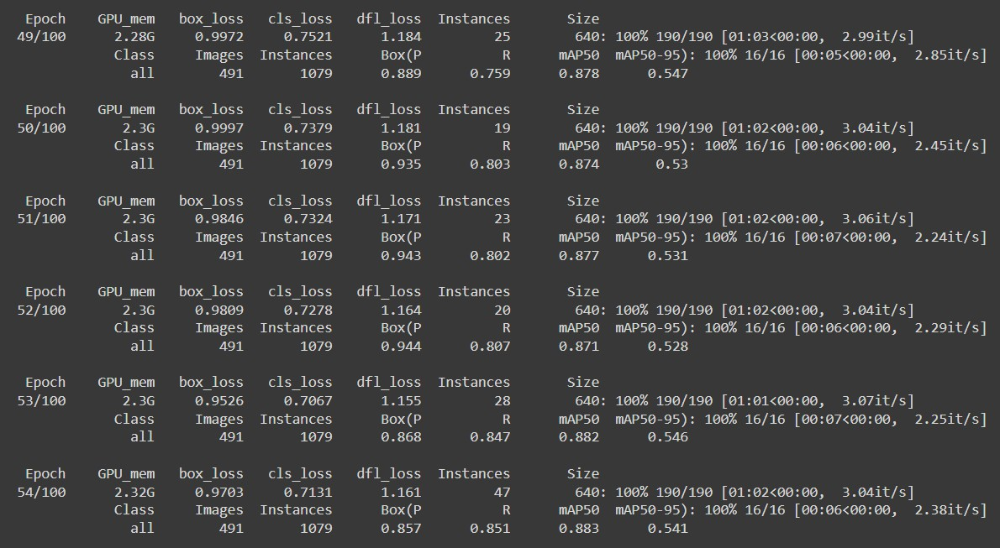 Epoch GPU_mem box_loss cls_loss dfl_loss Instances Size
49/100 2.28G 0.9972 0.7521 1.184 25 640: 100% 190/190 [01:03<00:00, 2.99it/s]
Class Images Instances Box(P R mAP50 mAP50-95): 100% 16/16 [00:05<00:00, 2.85it/s]
all 491 1079 0.889 0.759 0.878 0.547
Epoch GPU_mem box_loss cls_loss dfl_loss Instances Size
50/100 2.3G 0.9997 0.7379 1.181 19 640: 100% 190/190 [01:02<00:00, 3.04it/s]
Class Images Instances Box(P R mAP50 mAP50-95): 100% 16/16 [00:06<00:00, 2.45it/s]
all 491 1079 0.935 0.803 0.874 0.53
Epoch GPU_mem box_loss cls_loss dfl_loss Instances Size
51/100 2.3G 0.9846 0.7324 1.171 23 640: 100% 190/190 [01:02<00:00, 3.06it/s]
Class Images Instances Box(P R mAP50 mAP50-95): 100% 16/16 [00:07<00:00, 2.24it/s]
all 491 1079 0.943 0.802 0.877 0.531
Epoch GPU_mem box_loss cls_loss dfl_loss Instances Size
52/100 2.3G 0.9809 0.7278 1.164 20 640: 100% 190/190 [01:02<00:00, 3.04it/s]
Class Images Instances Box(P R mAP50 mAP50-95): 100% 16/16 [00:06<00:00, 2.29it/s]
all 491 1079 0.944 0.807 0.871 0.528
Epoch GPU_mem box_loss cls_loss dfl_loss Instances Size
53/100 2.3G 0.9526 0.7067 1.155 28 640: 100% 190/190 [01:01<00:00, 3.07it/s]
Class Images Instances Box(P R mAP50 mAP50-95): 100% 16/16 [00:07<00:00, 2.25it/s]
all 491 1079 0.868 0.847 0.882 0.546
Epoch GPU_mem box_loss cls_loss dfl_loss Instances Size
54/100 2.32G 0.9703 0.7131 1.161 47 640: 100% 190/190 [01:02<00:00, 3.04it/s]
Class Images Instances Box(P R mAP50 mAP50-95): 100% 16/16 [00:06<00:00, 2.38it/s]
all 491 1079 0.857 0.851 0.883 0.541